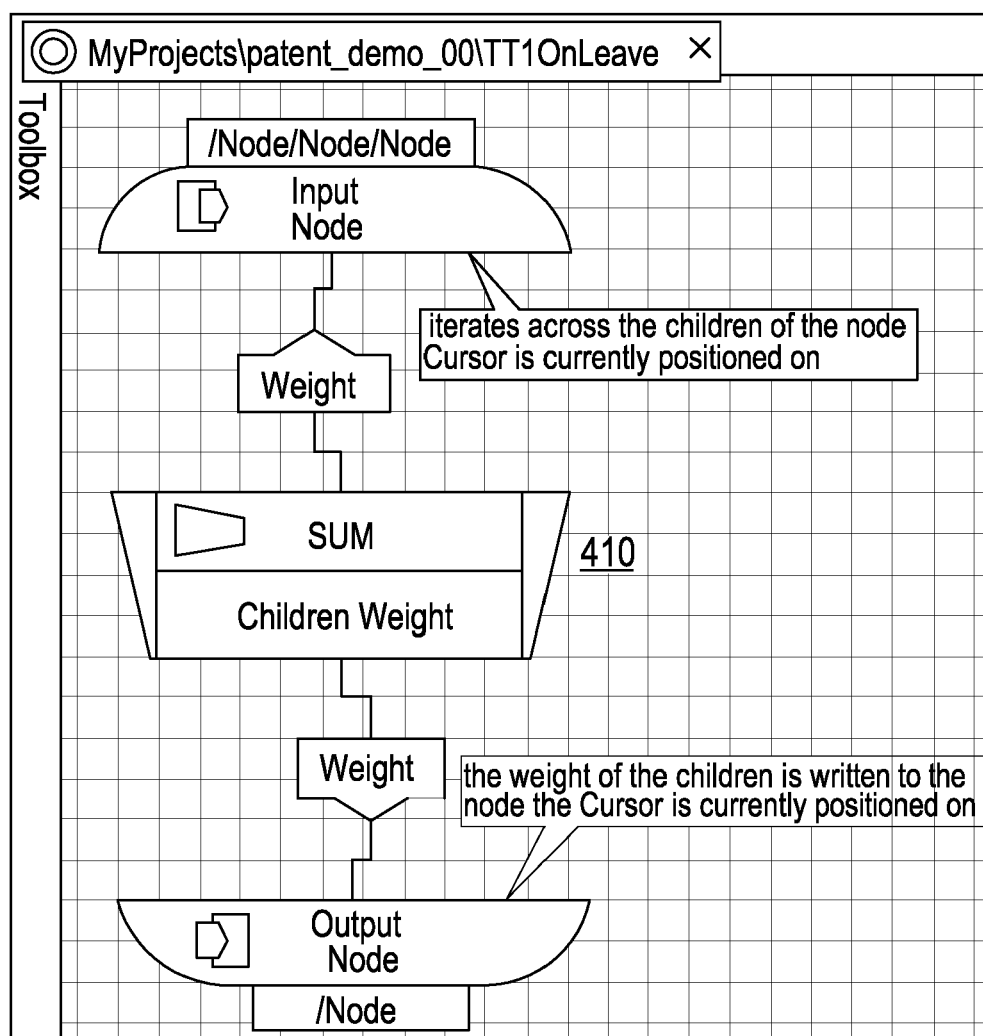 MyProjects\patent_demo_00\TT1OnLeave ×
Toolbox
/Node/Node/Node
Input
Node
iterates across the children of the node
Cursor is currently positioned on
Weight
SUM
410
Children Weight
Weight
the weight of the children is written to the
node the Cursor is currently positioned on
Output
Node
/Node